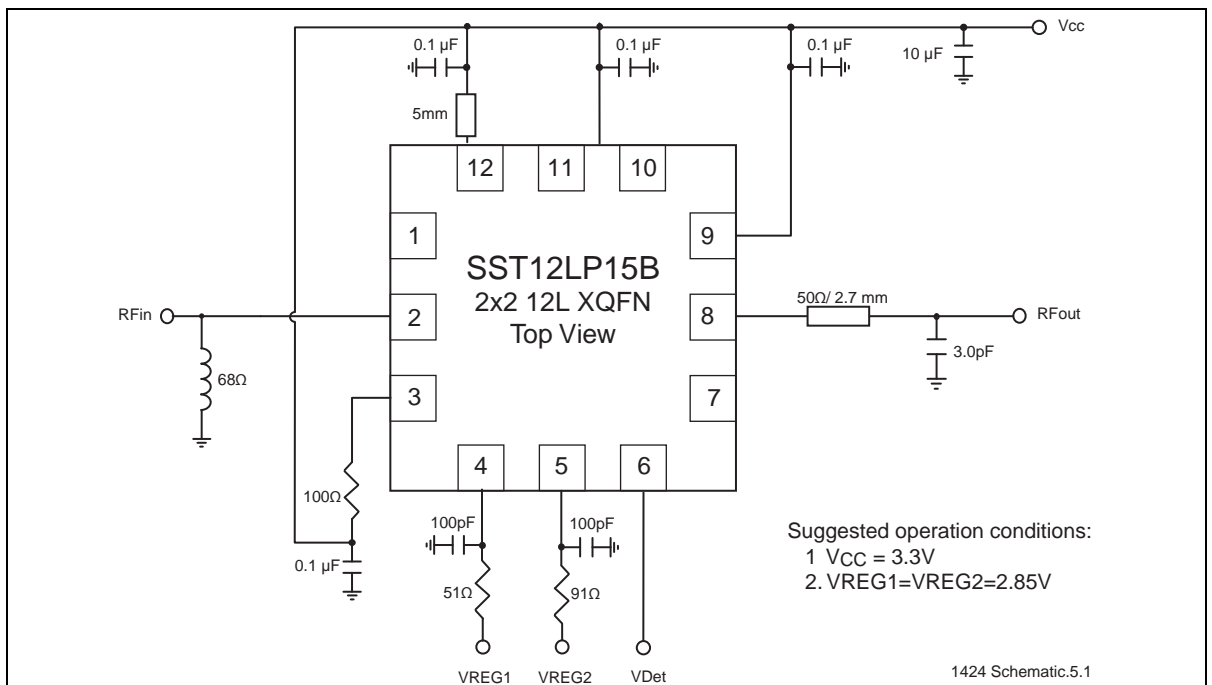 Vcc
0.1 µF
0.1 µF
0.1 µF
10 µF
5mm
12
11
10
1
9
SST12LP15B
2x2 12L XQFN
Top View
RFin
2
8
50Ω/ 2.7 mm
RFout
3.0pF
68Ω
3
7
4
5
6
100Ω
100pF
100pF
0.1 µF
51Ω
91Ω
Suggested operation conditions:
1 VCC = 3.3V
2. VREG1=VREG2=2.85V
VREG1
VREG2
VDet
1424 Schematic.5.1